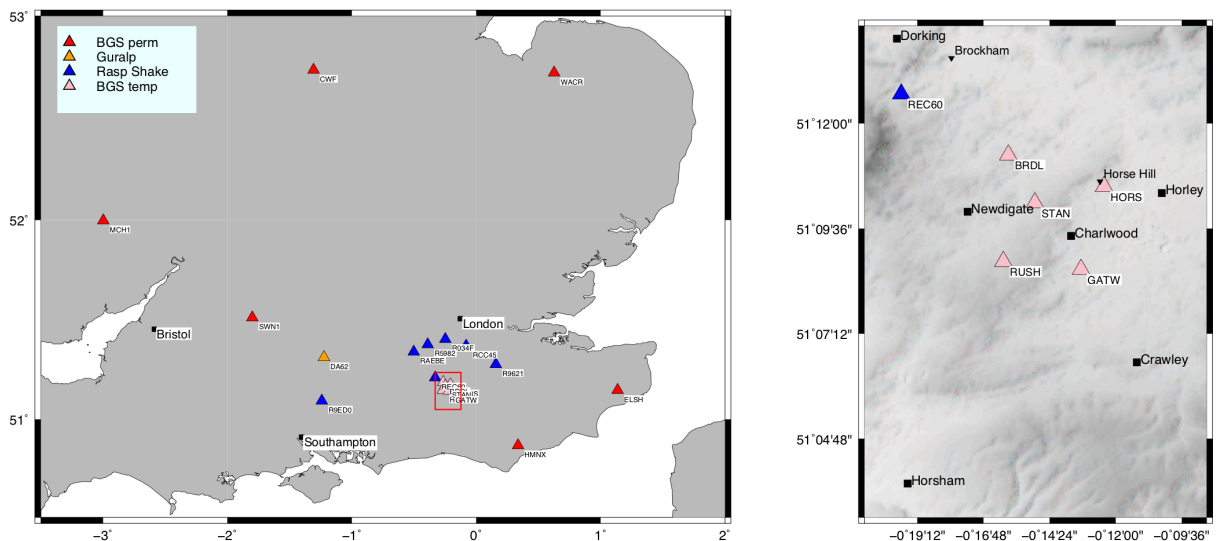 53°
52°
51°
BGS perm
Guralp
Rasp Shake
BGS temp
CWF
WACR
MCH1
SWN1
Bristol
London
R034F
R5982
RCC45
RAEBE
R9621
DA62
REC60
GATW
R9ED0
ELSH
Southampton
HMNX
−3°
−2°
−1°
0°
1°
2°
Dorking
Brockham
REC60
51°12'00"
BRDL
Horse Hill
HORS
Horley
Newdigate
STAN
51°09'36"
Charlwood
RUSH
GATW
51°07'12"
Crawley
51°04'48"
Horsham
−0°19'12"
−0°16'48"
−0°14'24"
−0°12'00"
−0°09'36"